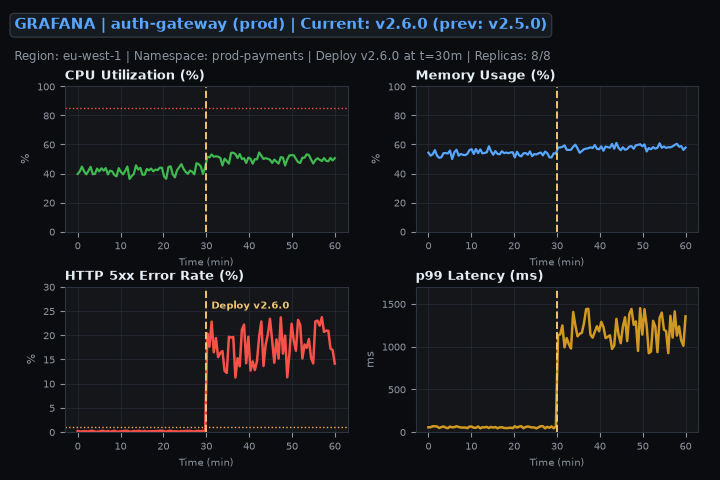 GRAFANA | auth-gateway (prod) | Current: v2.6.0 (prev: v2.5.0)
Region: eu-west-1 | Namespace: prod-payments | Deploy v2.6.0 at t=30m | Replicas: 8/8
CPU Utilization (%)
100
80
60
40
20
0
%
0 10 20 30 40 50 60
Time (min)
Memory Usage (%)
100
80
60
40
20
0
%
0 10 20 30 40 50 60
Time (min)
HTTP 5xx Error Rate (%)
30
25
20
15
10
5
0
%
Deploy v2.6.0
0 10 20 30 40 50 60
Time (min)
p99 Latency (ms)
1500
1000
500
0
ms
0 10 20 30 40 50 60
Time (min)